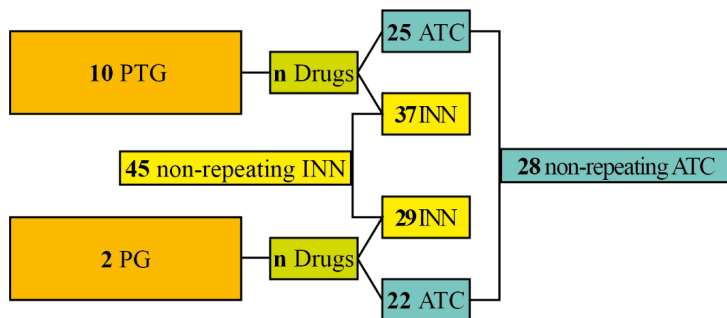 25 ATC
10 PTG
n Drugs
37 INN
45 non-repeating INN
28 non-repeating ATC
29 INN
2 PG
n Drugs
22 ATC